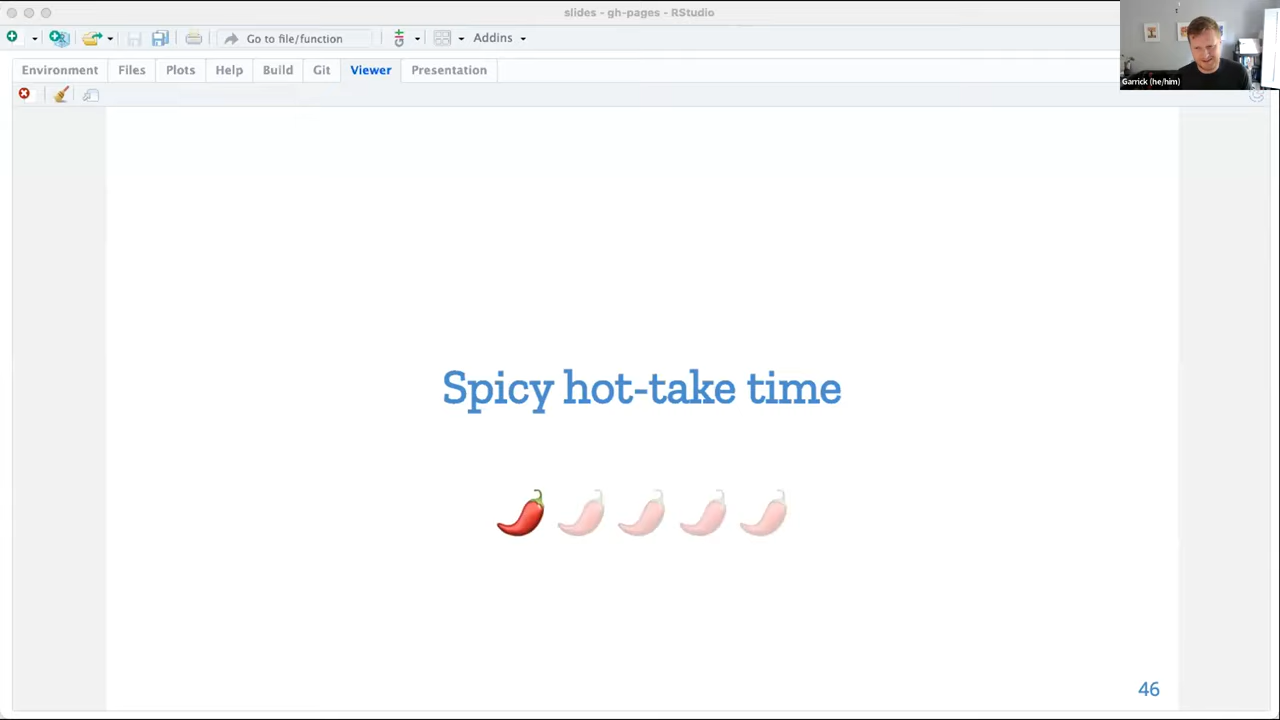 slides - gh-pages - RStudio
Go to file/function
Addins
Garrick (he/him)
Environment Files Plots Help Build Git Viewer Presentation
Spicy hot-take time
46